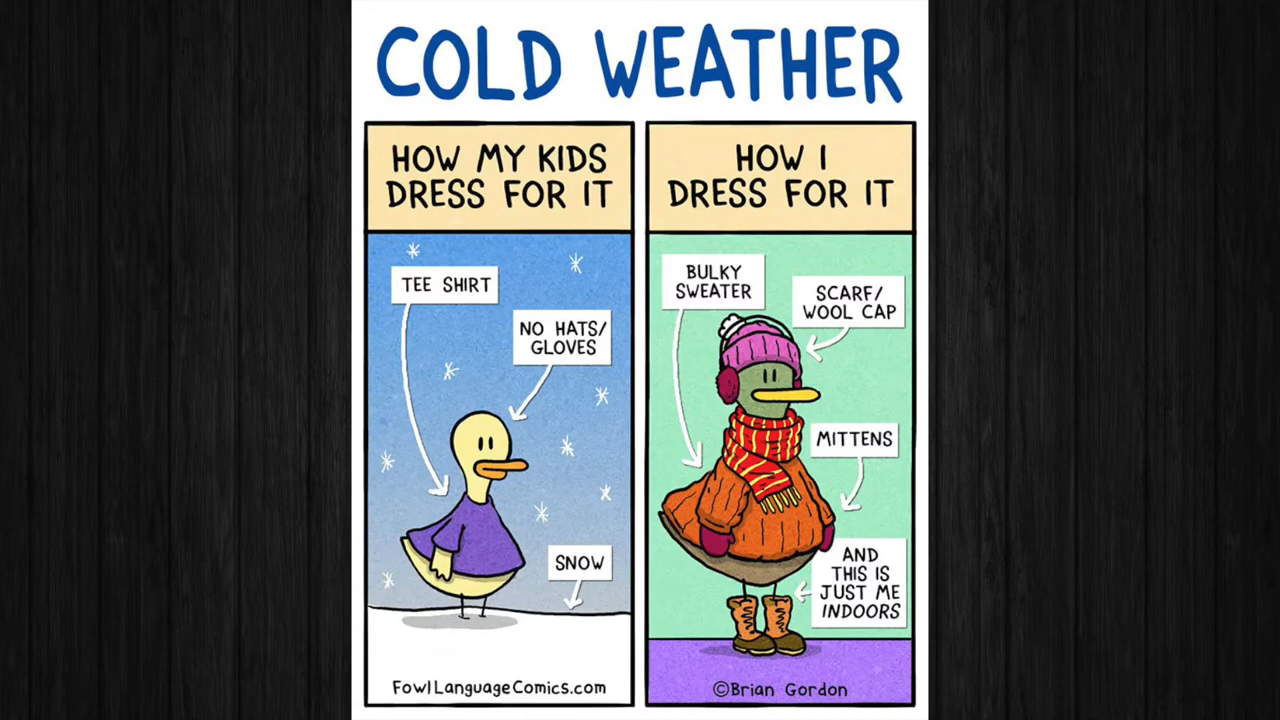 COLD WEATHER
HOW MY KIDS
DRESS FOR IT
TEE SHIRT
NO HATS/
GLOVES
SNOW
FowlLanguageComics.com
HOW I
DRESS FOR IT
BULKY
SWEATER
SCARF/
WOOL CAP
MITTENS
AND
THIS IS
JUST ME
INDOORS
©Brian Gordon